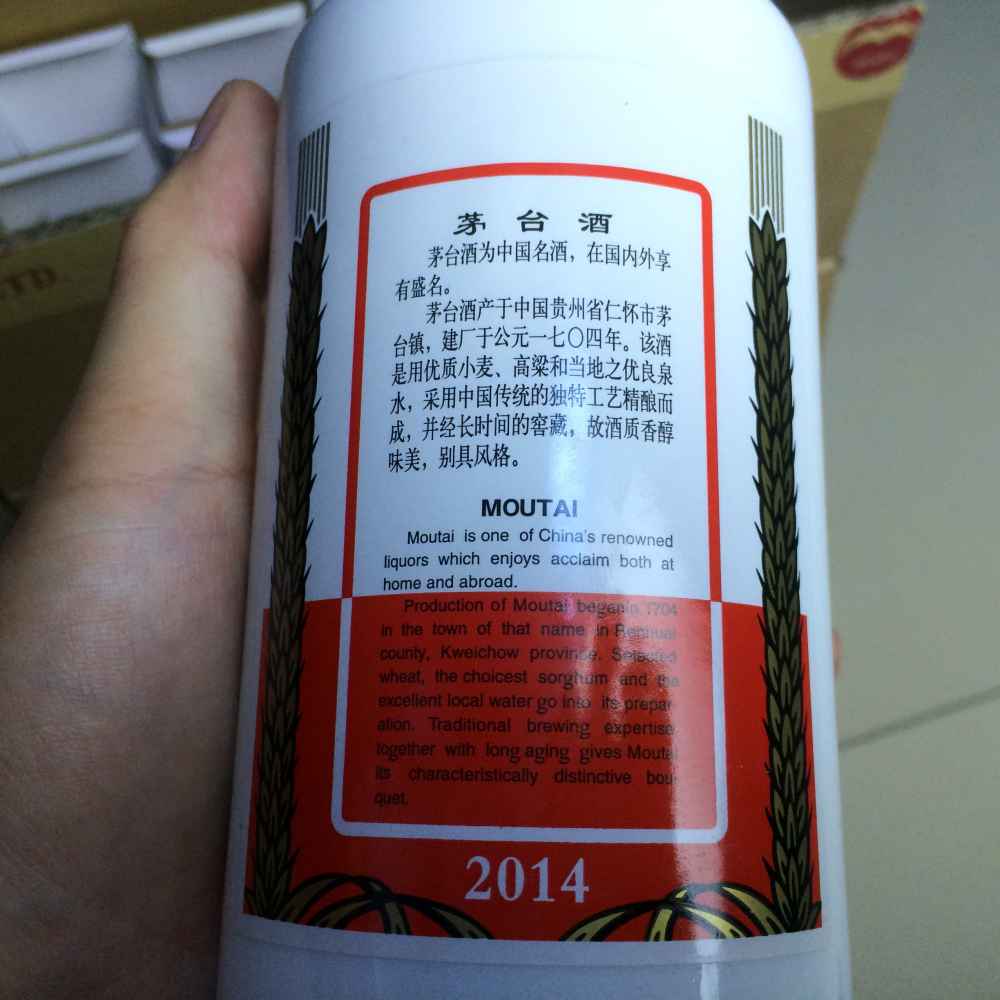 TD
茅台酒
茅台酒为中国名酒，在国内外享
有盛名。
茅台酒产于中国贵州省仁怀市茅
台镇，建厂于公元一七〇四年。该酒
是用优质小麦、高粱和当地之优良泉
水，采用中国传统的独特工艺精酿而
成，并经长时间的窖藏，故酒质香醇
味美，别具风格。
MOUTAI
Moutai is one of China's renowned
liquors which enjoys acclaim both at
home and abroad.
Production of Moutai began in 1704
in the town of that name in Renhuai
county, Kweichow province. Selected
wheat, the choicest sorghum and the
excellent local water go into its prepar-
ation. Traditional brewing expertise
together with long aging gives Moutai
its characteristically distinctive bou-
quet.
2014